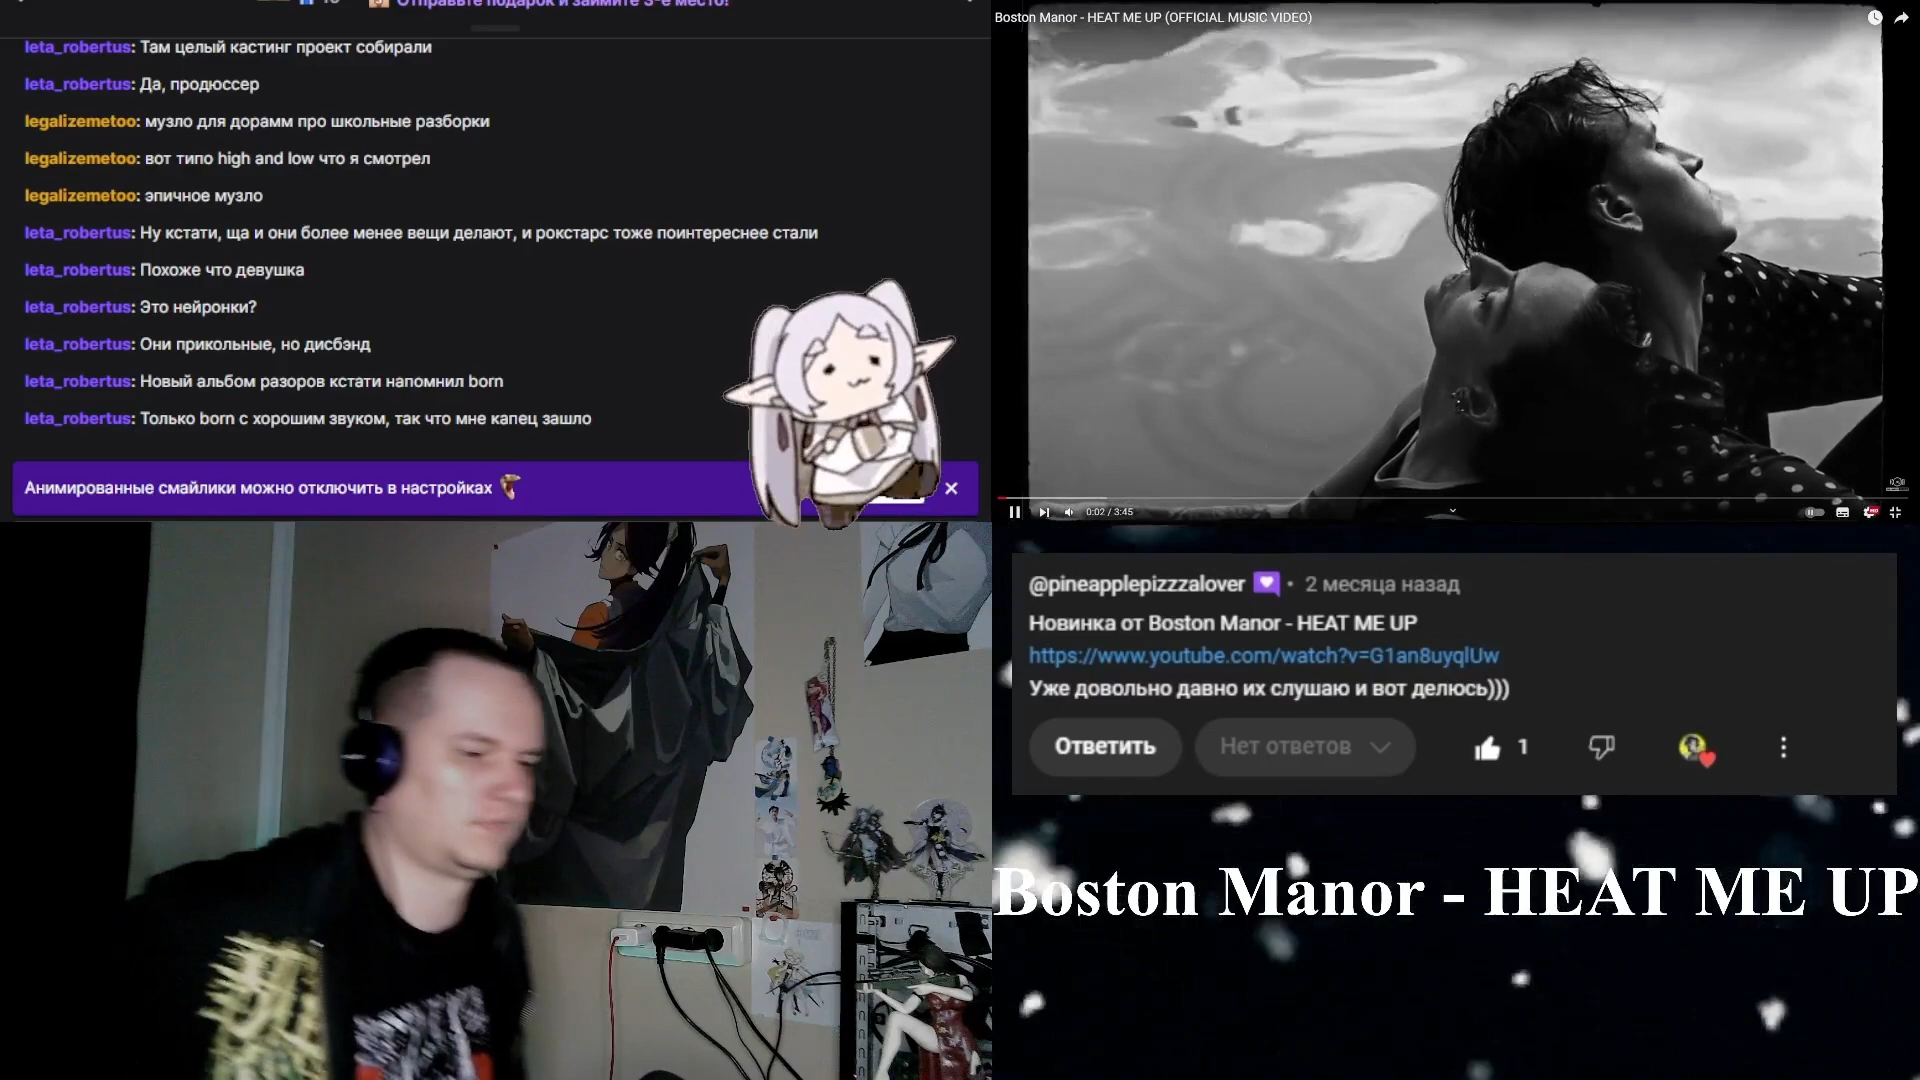 Отправьте подарок и займите 3-е место!
leta_robertus: Там целый кастинг проект собирали
leta_robertus: Да, продюссер
legalizemetoo: музло для дорамм про школьные разборки
legalizemetoo: вот типо high and low что я смотрел
legalizemetoo: эпичное музло
leta_robertus: Ну кстати, ща и они более менее вещи делают, и рокстарс тоже поинтереснее стали
leta_robertus: Похоже что девушка
leta_robertus: Это нейронки?
leta_robertus: Они прикольные, но дисбэнд
leta_robertus: Новый альбом разоров кстати напомнил born
leta_robertus: Только born с хорошим звуком, так что мне капец зашло
Анимированные смайлики можно отключить в настройках
Boston Manor - HEAT ME UP (OFFICIAL MUSIC VIDEO)
0:02 / 3:45
@pineapplepizzzalover • 2 месяца назад
Новинка от Boston Manor - HEAT ME UP
https://www.youtube.com/watch?v=G1an8uyqlUw
Уже довольно давно их слушаю и вот делюсь)))
Ответить Нет ответов 1
Boston Manor - HEAT ME UP